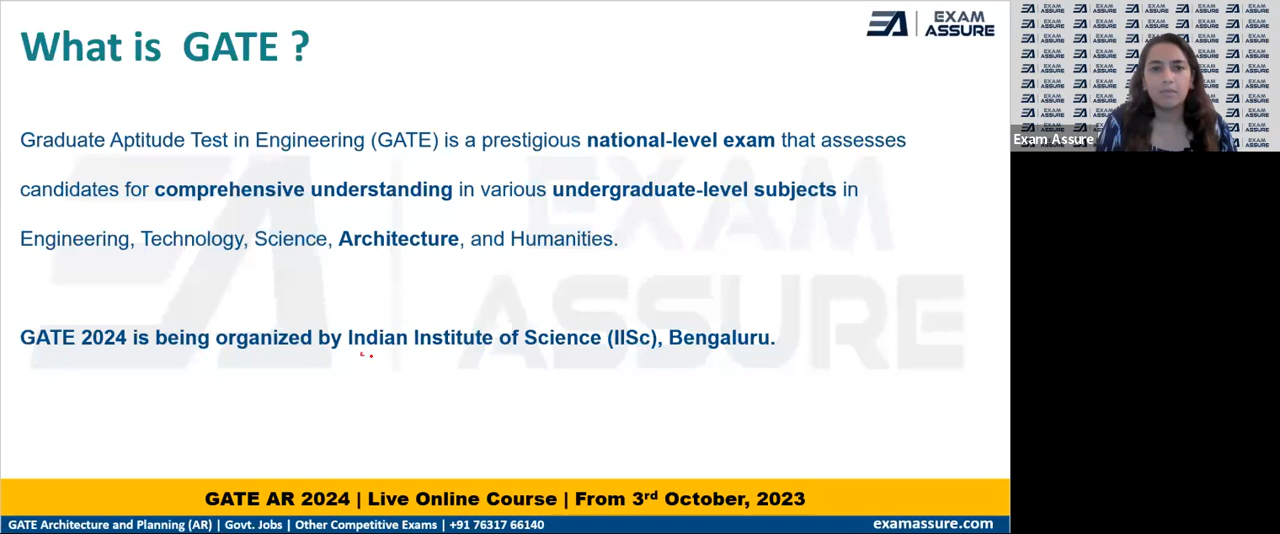 What is GATE ?
EXAM
ASSURE
Graduate Aptitude Test in Engineering (GATE) is a prestigious national-level exam that assesses
candidates for comprehensive understanding in various undergraduate-level subjects in
Engineering, Technology, Science, Architecture, and Humanities.
GATE 2024 is being organized by Indian Institute of Science (IISc), Bengaluru.
EXAM
ASSURE
GATE AR 2024 | Live Online Course | From 3rd October, 2023
GATE Architecture and Planning (AR) | Govt. Jobs | Other Competitive Exams | +91 76317 66140
examassure.com
Exam Assure